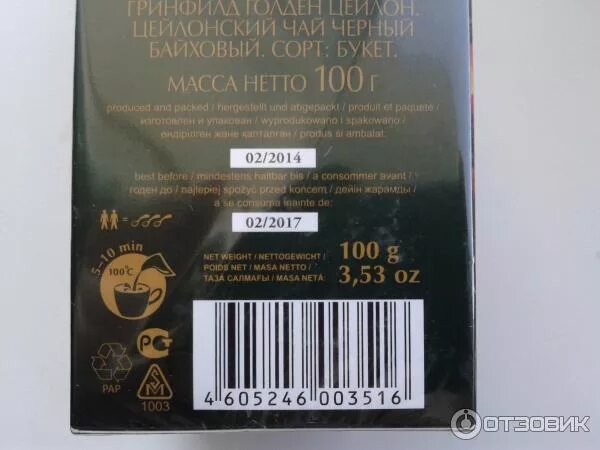 ГРИНФИЛД ГОЛДЕН ЦЕЙЛОН.
ЦЕЙЛОНСКИЙ ЧАЙ ЧЕРНЫЙ
БАЙХОВЫЙ. СОРТ: БУКЕТ.
МАССА НЕТТО 100 Г
produced and packed / hergestellt und abgepackt / produit et paqueté /
изготовлен и упакован / wyprodukowano i spakowano /
өндірілген және қапталған / produs si ambalat.
02/2014
best before / mindestens haltbar bis / a consommer avant /
годен до / najlepiej spożyć przed końcem / дейін жарамды /
a se consuma inainte de:
02/2017
5-10 min
100°C
NET WEIGHT / NETTOGEWICHT /
POIDS NET / MASA NETTO /
ТАЗА САЛМАҒЫ / MASA NETĂ:
100 g
3,53 oz
PAP
РСТ
1003
4 605246 003516
ОТЗОВИК